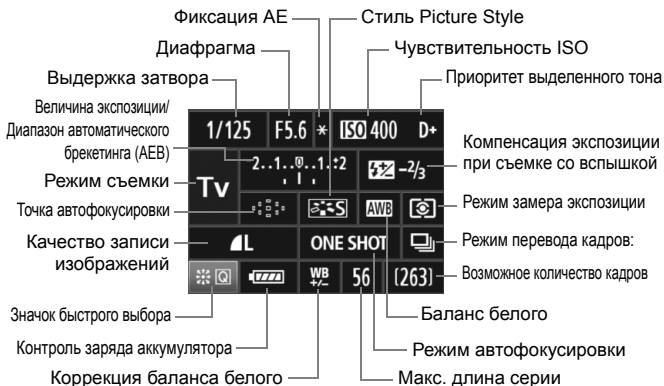 Фиксация AE
Стиль Picture Style
Диафрагма
Чувствительность ISO
Выдержка затвора
Приоритет выделенного тона
Величина экспозиции/
Диапазон автоматического
брекетинга (AEB)
1/125 F5.6 * ISO 400 D+
2..1..0..1.:2
-2/3
Компенсация экспозиции
при съемке со вспышкой
Режим съемки
Tv
Точка автофокусировки
S
AWB
Режим замера экспозиции
Качество записи
изображений
L
ONE SHOT
Режим перевода кадров:
Q
WB
+/-
56
[263]
Возможное количество кадров
Значок быстрого выбора
Баланс белого
Контроль заряда аккумулятора
Режим автофокусировки
Коррекция баланса белого
Макс. длина серии